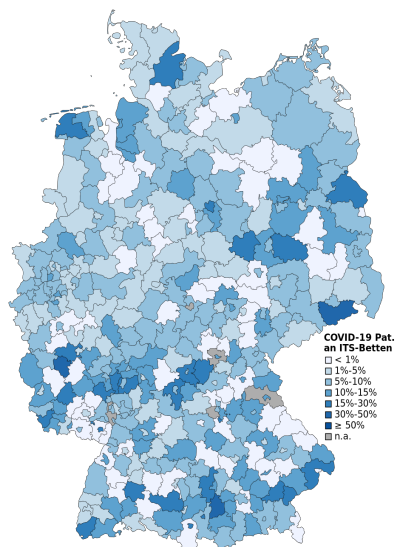 COVID-19 Pat.
an ITS-Betten
< 1%
1%-5%
5%-10%
10%-15%
15%-30%
30%-50%
≥ 50%
n.a.